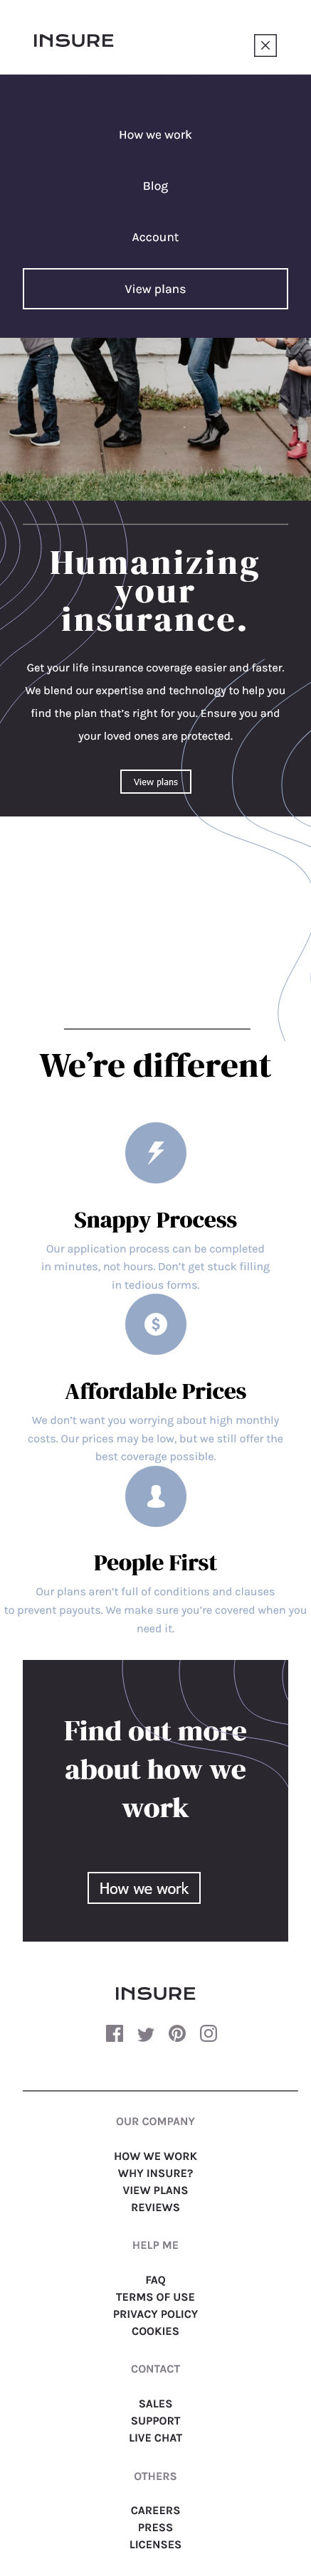 INSURE
How we work
Blog
Account
View plans
Humanizing
your
insurance.
Get your life insurance coverage easier and faster.
We blend our expertise and technology to help you
find the plan that’s right for you. Ensure you and
your loved ones are protected.
View plans
We’re different
Snappy Process
Our application process can be completed
in minutes, not hours. Don’t get stuck filling
in tedious forms.
Affordable Prices
We don’t want you worrying about high monthly
costs. Our prices may be low, but we still offer the
best coverage possible.
People First
Our plans aren’t full of conditions and clauses
to prevent payouts. We make sure you’re covered when you
need it.
Find out more
about how we
work
How we work
INSURE
OUR COMPANY
HOW WE WORK
WHY INSURE?
VIEW PLANS
REVIEWS
HELP ME
FAQ
TERMS OF USE
PRIVACY POLICY
COOKIES
CONTACT
SALES
SUPPORT
LIVE CHAT
OTHERS
CAREERS
PRESS
LICENSES